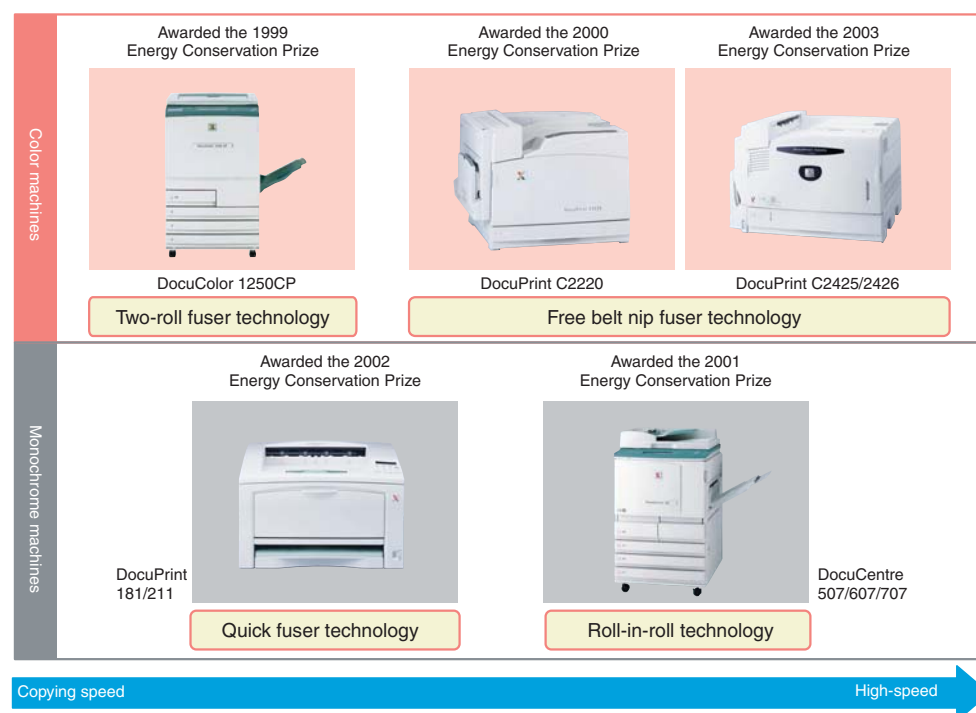 Color machines
Awarded the 1999
Energy Conservation Prize
DocuColor 1250CP
Two-roll fuser technology
Awarded the 2000
Energy Conservation Prize
DocuPrint C2220
Awarded the 2003
Energy Conservation Prize
DocuPrint C2425/2426
Free belt nip fuser technology
Monochrome machines
Awarded the 2002
Energy Conservation Prize
DocuPrint
181/211
Quick fuser technology
Awarded the 2001
Energy Conservation Prize
DocuCentre
507/607/707
Roll-in-roll technology
Copying speed
High-speed